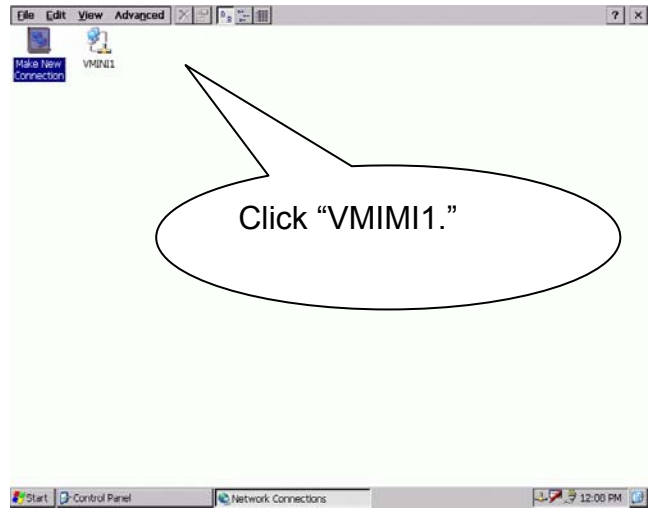 File Edit View Advanced ? ×
Make New Connection
VMINI1
Click “VMIMI1.”
Start Control Panel Network Connections 12:00 PM